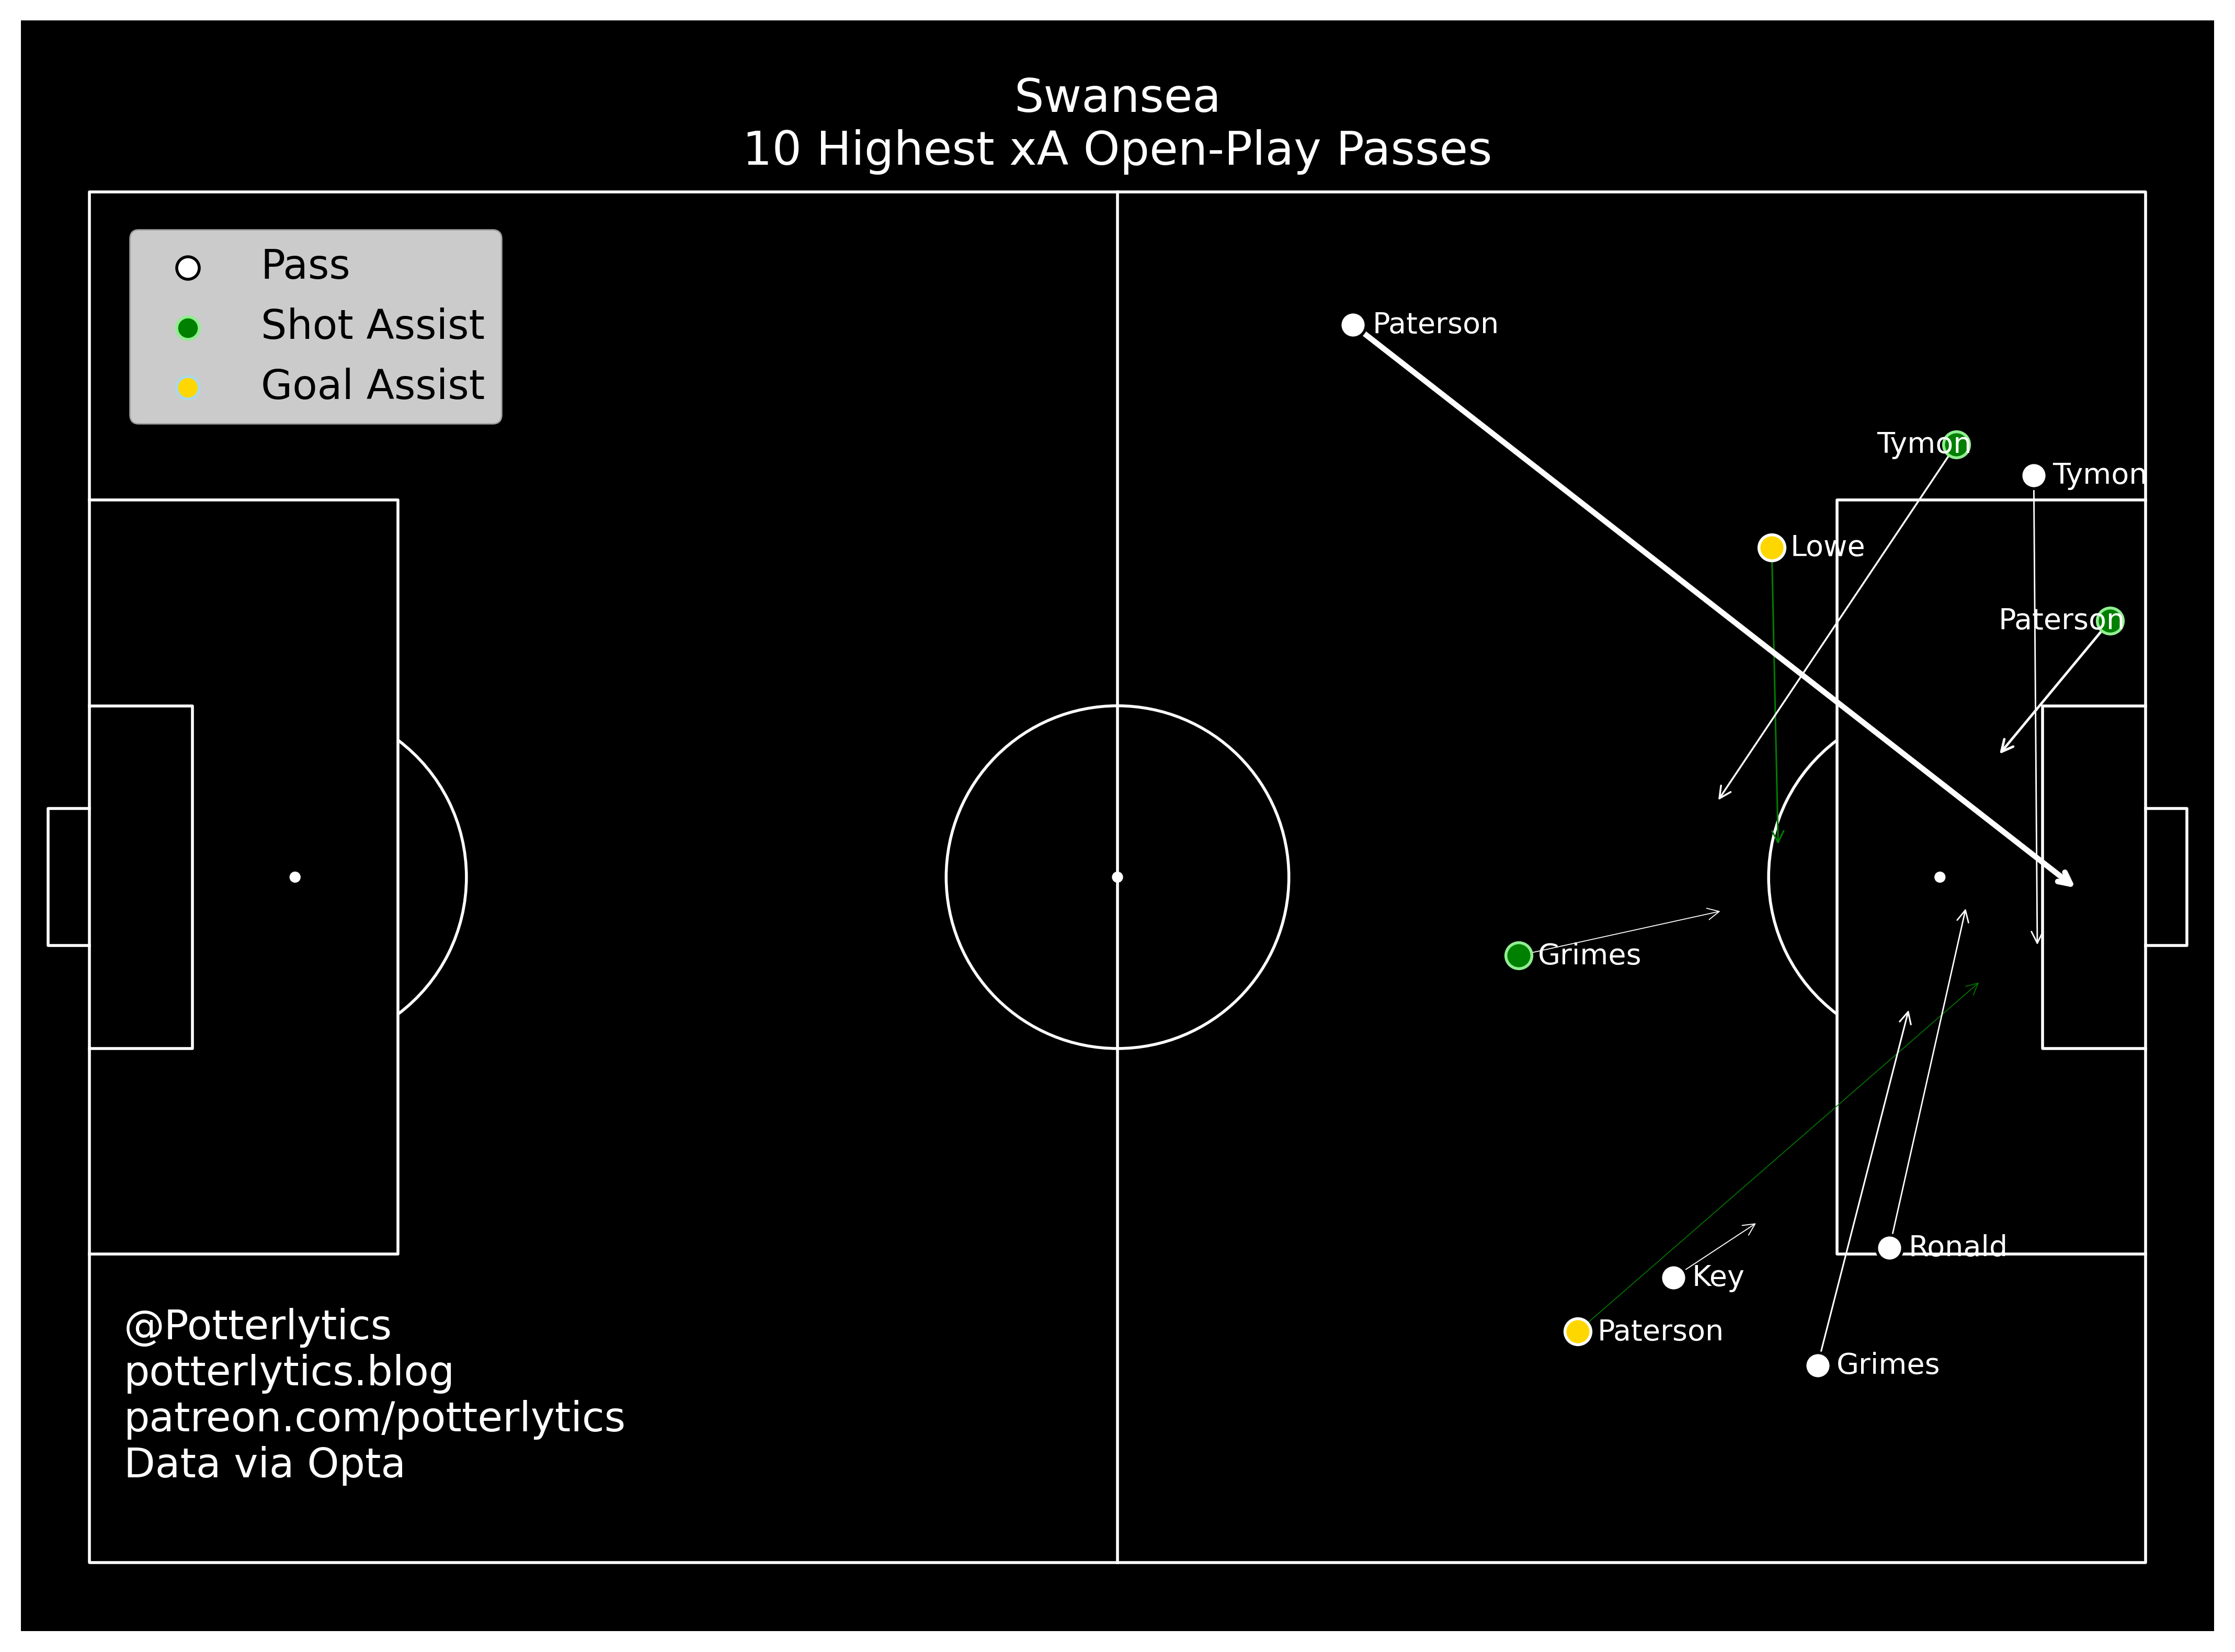 Swansea
10 Highest xA Open-Play Passes
Pass
Shot Assist
Goal Assist
Paterson
Tymon
Tymon
Lowe
Paterson
Grimes
Ronald
Key
Paterson
Grimes
@Potterlytics
potterlytics.blog
patreon.com/potterlytics
Data via Opta